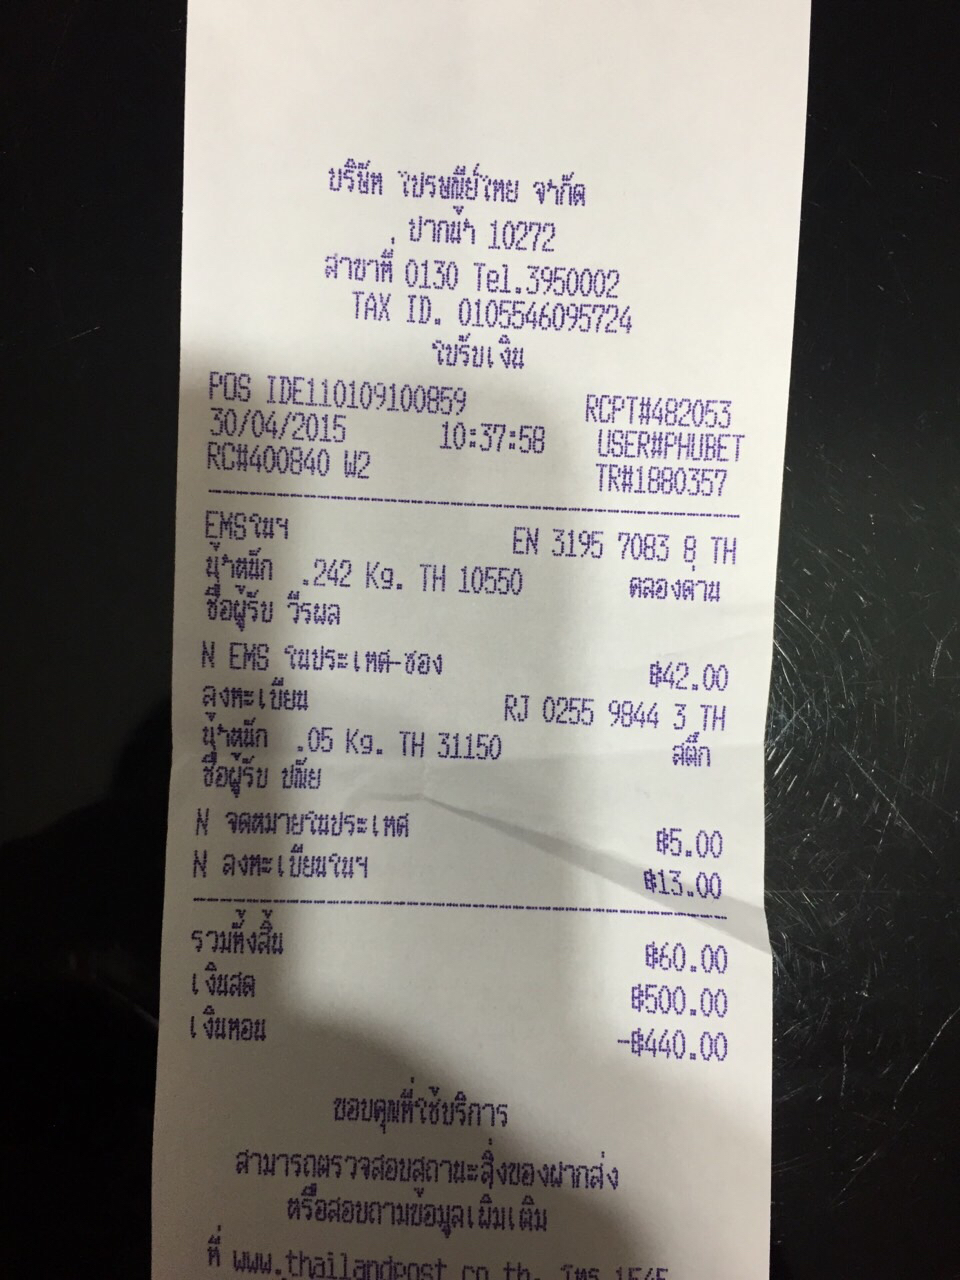 บริษัท ไปรษณีย์ไทย จำกัด
ปากน้ำ 10272
สาขาที่ 0130 Tel.3950002
TAX ID. 0105546095724
ใบรับเงิน
POS IDE110109100859 RCPT#482053
30/04/2015 10:37:58 USER#PHUBET
RC#400840 W2 TR#1880357
EMSในฯ EN 3195 7083 8 TH
น้ำหนัก .242 Kg. TH 10550 คลองด่าน
ชื่อผู้รับ วีรผล
N EMS ในประเทศ-ซอง ฿42.00
ลงทะเบียน RJ 0255 9844 3 TH
น้ำหนัก .05 Kg. TH 31150 สตึก
ชื่อผู้รับ ปณัย
N จดหมายในประเทศ ฿5.00
N ลงทะเบียนในฯ ฿13.00
รวมทั้งสิ้น ฿60.00
เงินสด ฿500.00
เงินทอน -฿440.00
ขอบคุณที่ใช้บริการ
สามารถตรวจสอบสถานะสิ่งของฝากส่ง
หรือสอบถามข้อมูลเพิ่มเติม
ที่ www.thailandpost.co.th, โทร 1545